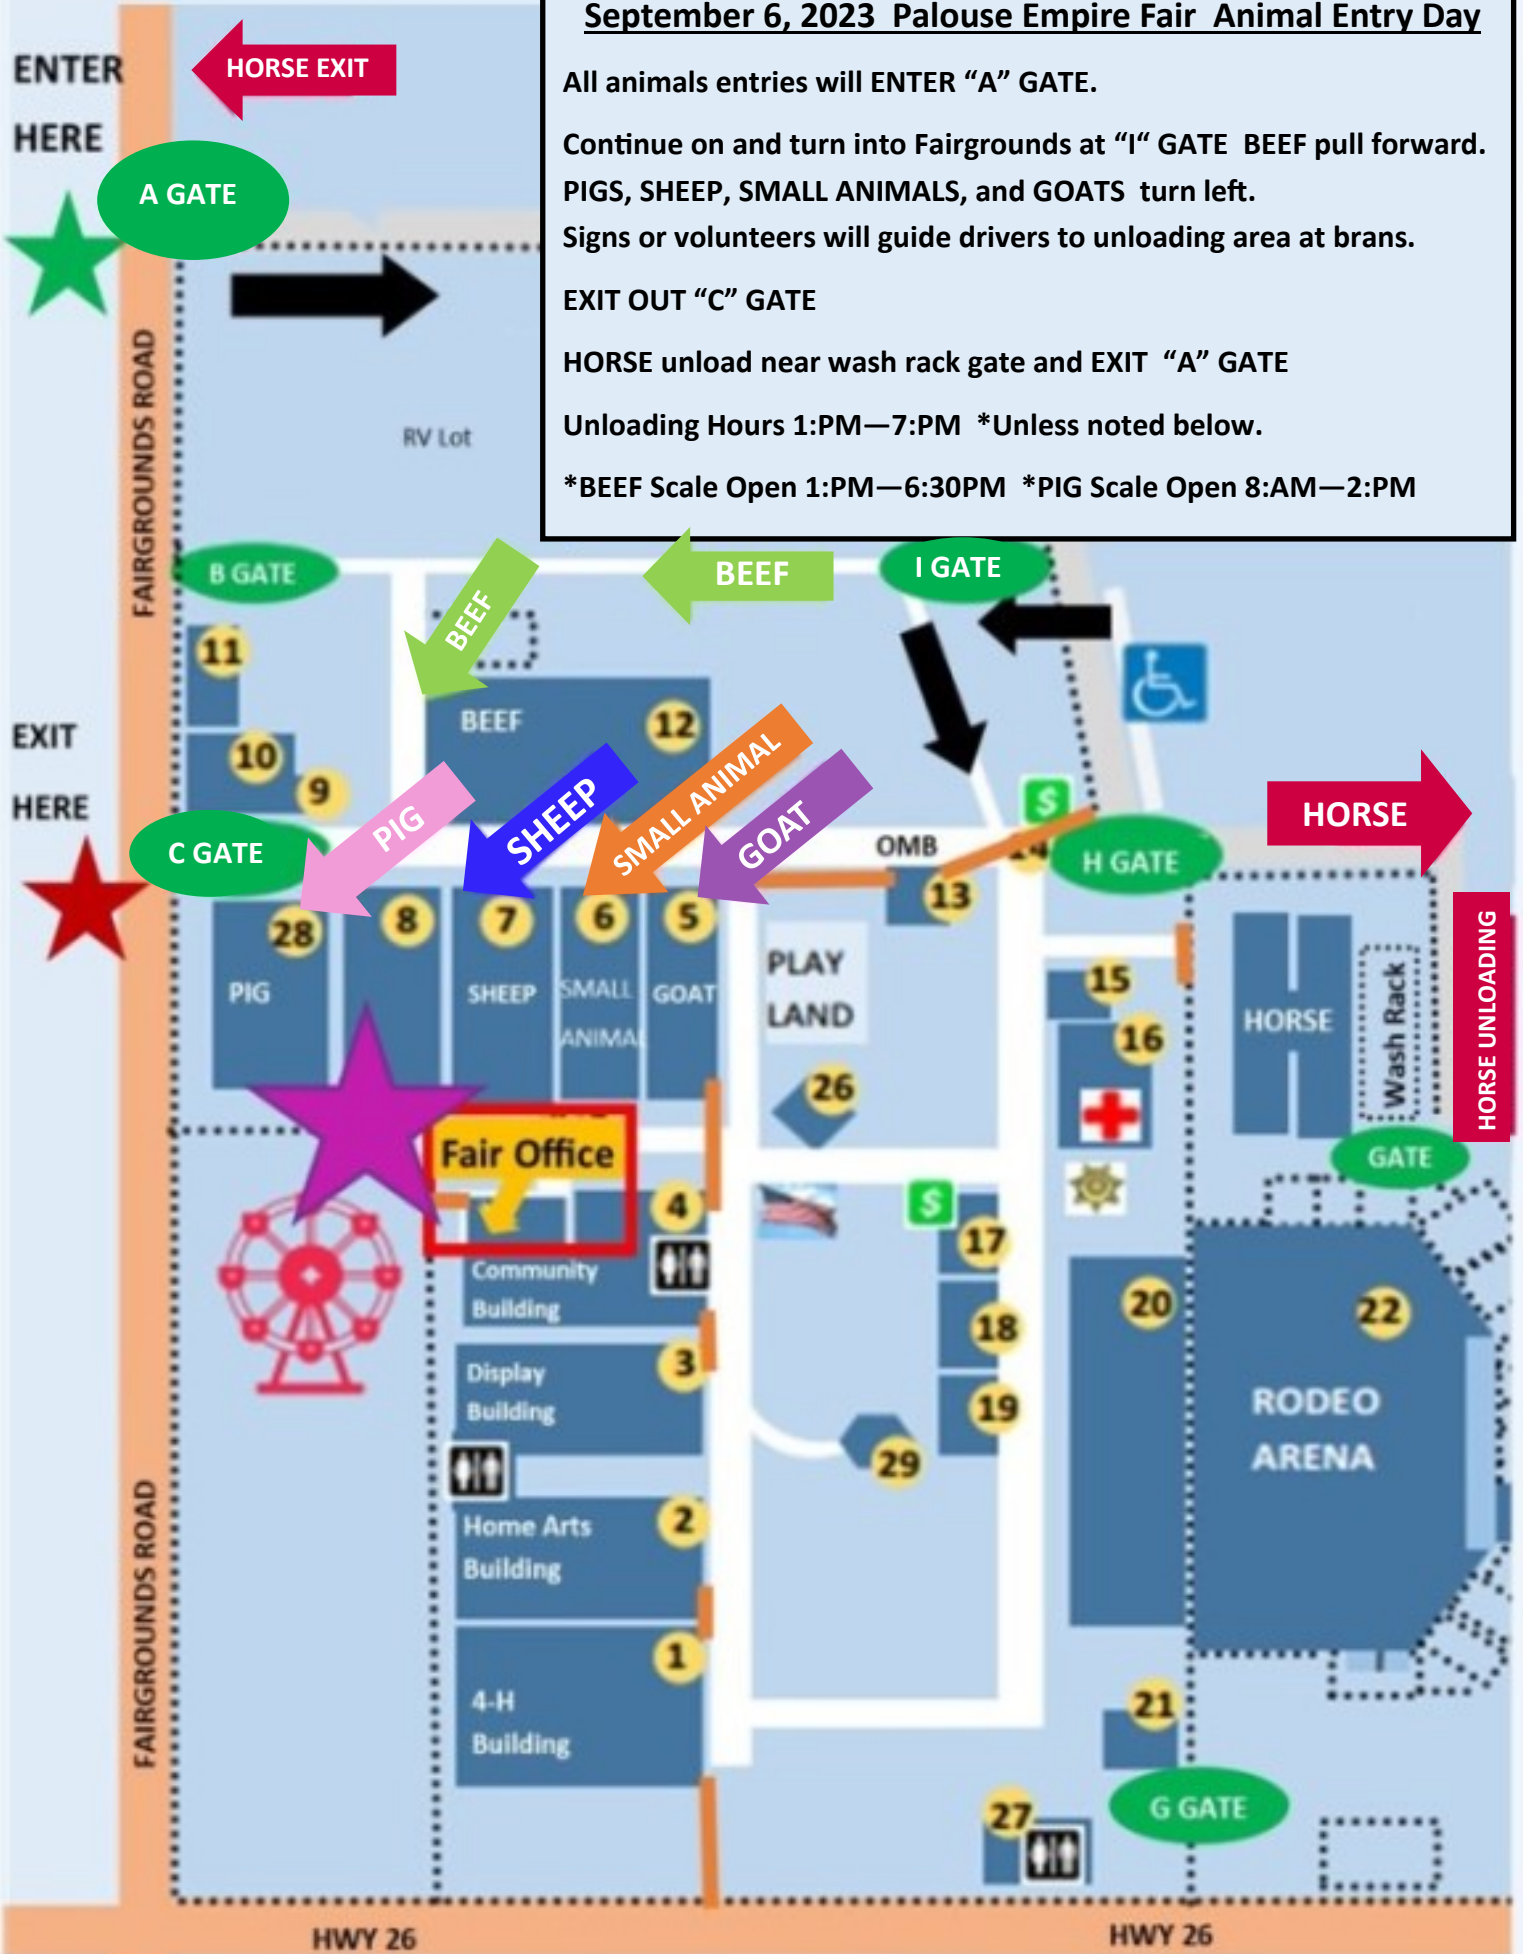 September 6, 2023 Palouse Empire Fair Animal Entry Day
All animals entries will ENTER “A” GATE.
Continue on and turn into Fairgrounds at “I“ GATE BEEF pull forward.
PIGS, SHEEP, SMALL ANIMALS, and GOATS turn left.
Signs or volunteers will guide drivers to unloading area at brans.
EXIT OUT “C” GATE
HORSE unload near wash rack gate and EXIT “A” GATE
Unloading Hours 1:PM—7:PM *Unless noted below.
*BEEF Scale Open 1:PM—6:30PM *PIG Scale Open 8:AM—2:PM
ENTER
HERE
HORSE EXIT
A GATE
FAIRGROUNDS ROAD
RV Lot
B GATE
BEEF
BEEF
I GATE
11
10
9
BEEF
12
EXIT
HERE
C GATE
PIG
SHEEP
SMALL ANIMAL
GOAT
$
OMB
14
H GATE
HORSE
13
28
8
7
6
5
PIG
SHEEP
SMALL
ANIMAL
GOAT
PLAY
LAND
15
16
HORSE
Wash Rack
HORSE UNLOADING
26
GATE
Fair Office
4
$
17
Community
Building
18
20
22
Display
Building
3
19
RODEO
ARENA
29
Home Arts
Building
2
FAIRGROUNDS ROAD
1
4-H
Building
21
G GATE
27
HWY 26
HWY 26